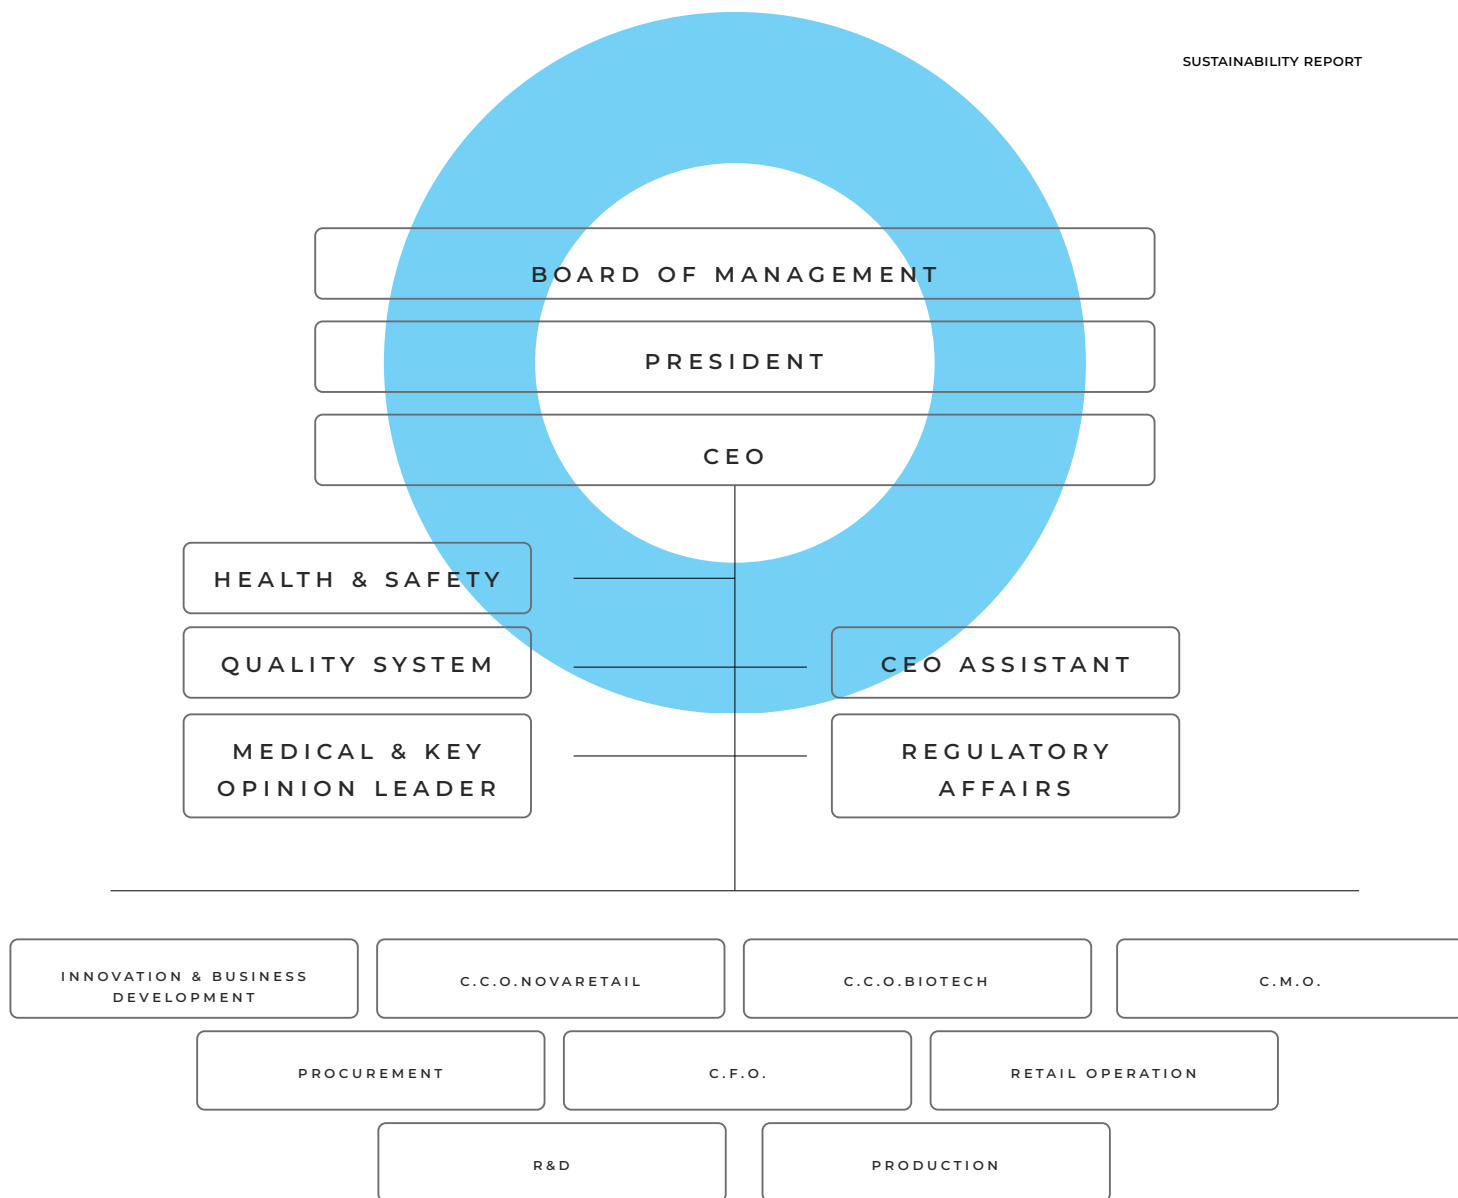 SUSTAINABILITY REPORT
BOARD OF MANAGEMENT
PRESIDENT
CEO
HEALTH & SAFETY
QUALITY SYSTEM
CEO ASSISTANT
MEDICAL & KEY
OPINION LEADER
REGULATORY
AFFAIRS
INNOVATION & BUSINESS
DEVELOPMENT
C.C.O.NOVARETAIL
C.C.O.BIOTECH
C.M.O.
PROCUREMENT
C.F.O.
RETAIL OPERATION
R&D
PRODUCTION